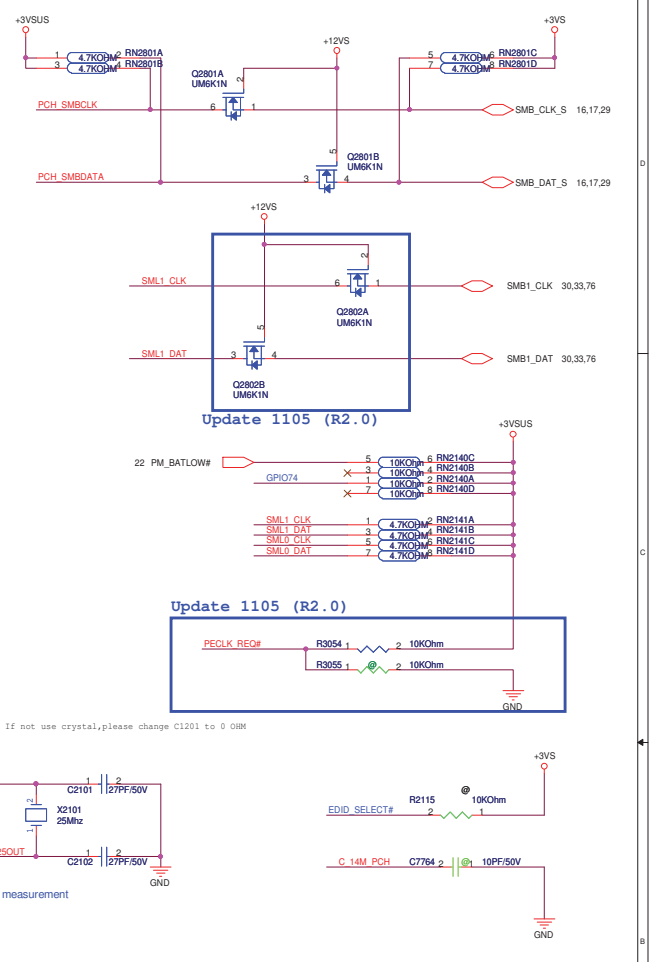 +3VSUS
+3VS
+12VS
1 4.7KOHM 2 RN2801A
3 4.7KOHM 4 RN2801B
5 4.7KOHM 6 RN2801C
7 4.7KOHM 8 RN2801D
Q2801A
UM6K1N
2
PCH_SMBCLK
6
1
SMB_CLK_S 16,17,29
5
Q2801B
UM6K1N
D
PCH_SMBDATA
3
4
SMB_DAT_S 16,17,29
+12VS
2
SML1_CLK
6
1
SMB1_CLK 30,33,76
Q2802A
UM6K1N
5
SML1_DAT
3
4
SMB1_DAT 30,33,76
Q2802B
UM6K1N
Update 1105 (R2.0)
+3VSUS
22 PM_BATLOW#
5 10KOhm 6 RN2140C
3 10KOhm 4 RN2140B
GPIO74
1 10KOhm 2 RN2140A
7 10KOhm 8 RN2140D
SML1_CLK 1 4.7KOHM 2 RN2141A
SML1_DAT 3 4.7KOHM 4 RN2141B
SML0_CLK 5 4.7KOHM 6 RN2141C
SML0_DAT 7 4.7KOHM 8 RN2141D
C
Update 1105 (R2.0)
PECLK_REQ#
R3054 1 2 10KOhm
R3055 1 @ 2 10KOhm
GND
If not use crystal,please change C1201 to 0 OHM
+3VS
1 2
C2101 27PF/50V
2
X2101
25Mhz
1
@
R2115 10KOhm
EDID_SELECT# 2 1
25OUT
1 2
C2102 27PF/50V
GND
C_14M_PCH C7764 2 @ 1 10PF/50V
measurement
GND
B